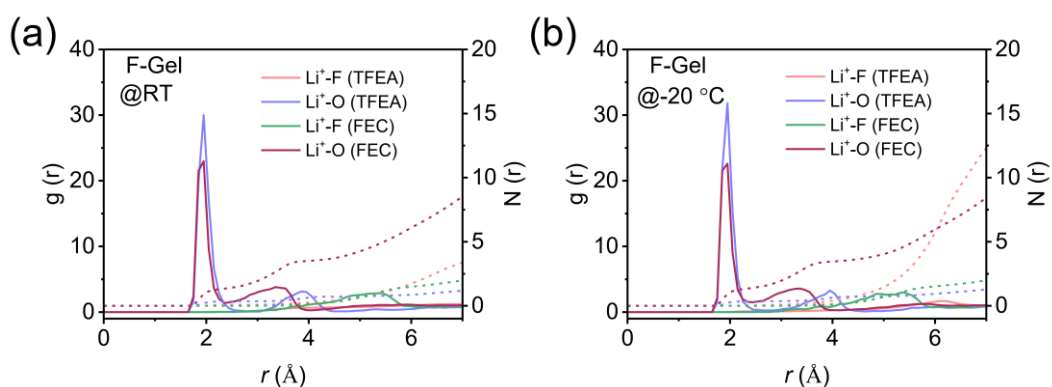 (a)
F-Gel
@RT
Li⁺-F (TFEA)
Li⁺-O (TFEA)
Li⁺-F (FEC)
Li⁺-O (FEC)
40
30
20
10
0
g (r)
20
15
10
5
0
N (r)
0 2 4 6
r (Å)
(b)
F-Gel
@-20 °C
Li⁺-F (TFEA)
Li⁺-O (TFEA)
Li⁺-F (FEC)
Li⁺-O (FEC)
40
30
20
10
0
g (r)
20
15
10
5
0
N (r)
0 2 4 6
r (Å)